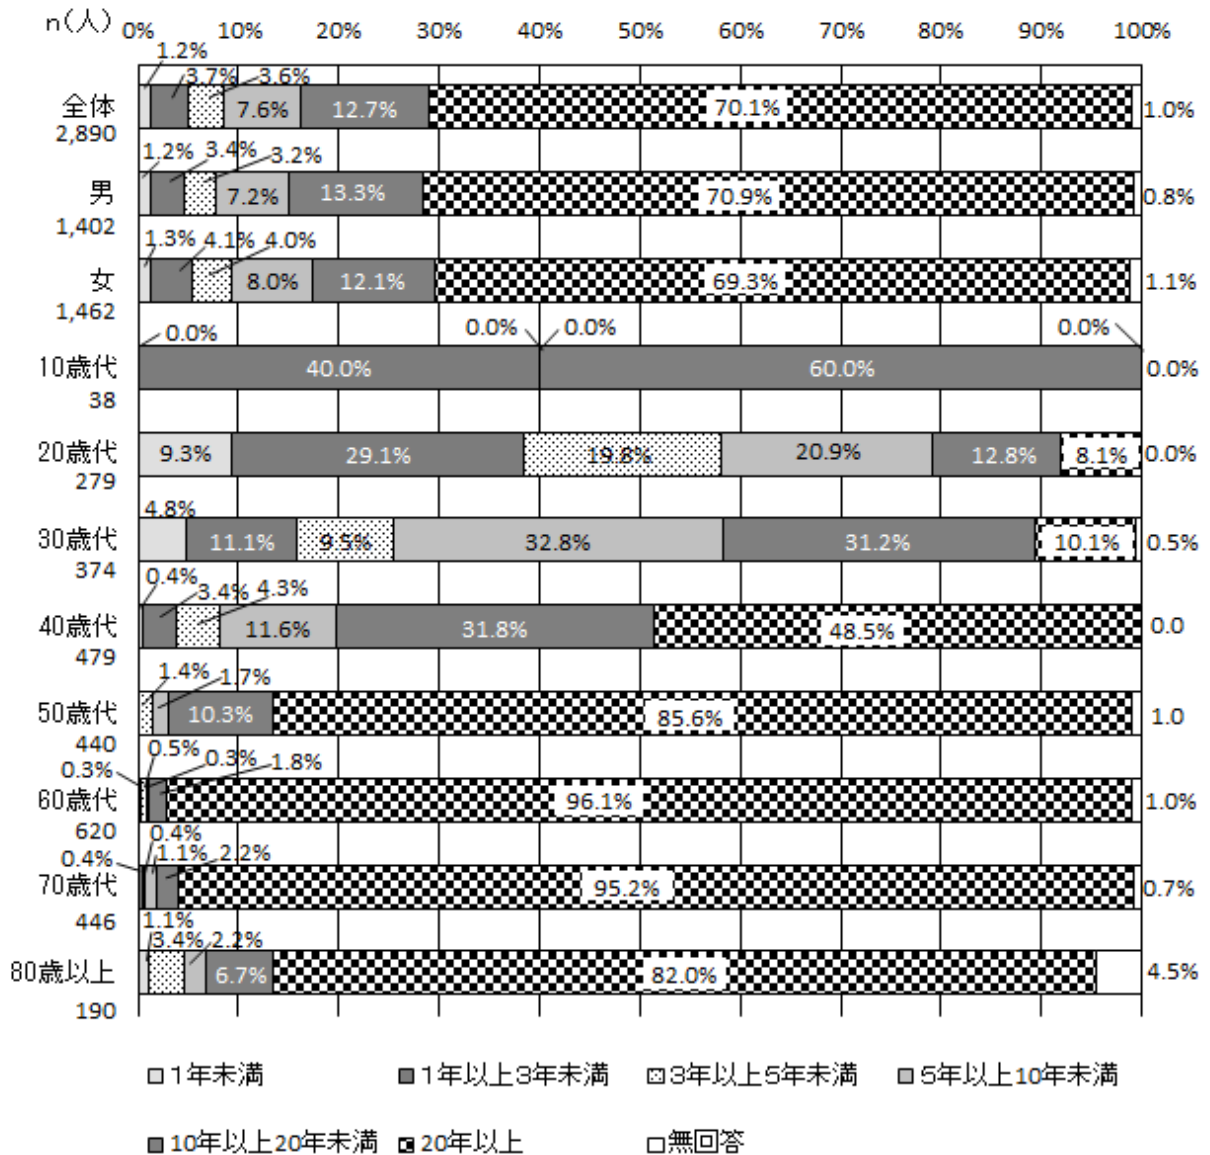 n(人) 0% 10% 20% 30% 40% 50% 60% 70% 80% 90% 100%
1.2% 3.7% 3.6%
全体 7.6% 12.7% 70.1% 1.0%
2,890
1.2% 3.4% 3.2%
男 7.2% 13.3% 70.9% 0.8%
1,402
1.3% 4.1% 4.0%
女 8.0% 12.1% 69.3% 1.1%
1,462
0.0% 0.0% 0.0% 0.0%
10歳代 40.0% 60.0% 0.0%
38
20歳代 9.3% 29.1% 19.8% 20.9% 12.8% 8.1% 0.0%
279
4.8%
30歳代 11.1% 9.5% 32.8% 31.2% 10.1% 0.5%
374
0.4% 3.4% 4.3%
40歳代 11.6% 31.8% 48.5% 0.0
479
1.4% 1.7%
50歳代 10.3% 85.6% 1.0
440
0.3% 0.5% 0.3% 1.8%
60歳代 96.1% 1.0%
620
0.4% 0.4% 1.1% 2.2%
70歳代 95.2% 0.7%
446
1.1% 3.4% 2.2%
80歳以上 6.7% 82.0% 4.5%
190
1年未満 1年以上3年未満 3年以上5年未満 5年以上10年未満
10年以上20年未満 20年以上 無回答